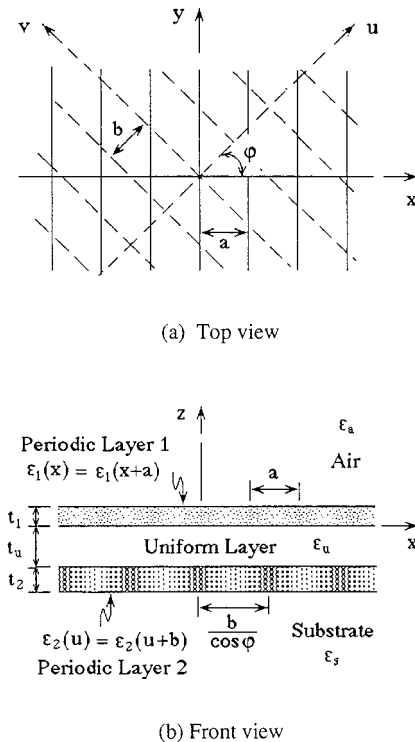 y
v
u
b
φ
x
a
(a) Top view
z
εₐ
Periodic Layer 1
Air
ε₁(x) = ε₁(x+a)
a
t₁
x
tᵤ
Uniform Layer
εᵤ
t₂
ε₂(u) = ε₂(u+b)
b
cosφ
Substrate
Periodic Layer 2
εₛ
(b) Front view